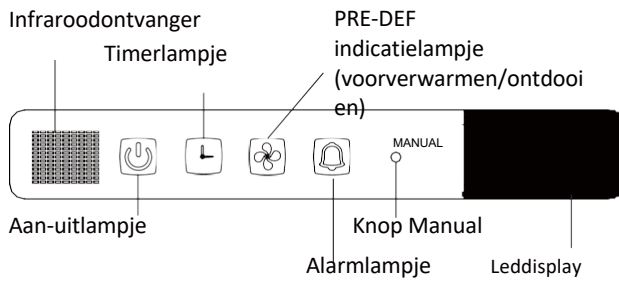 Infraroodontvanger
Timerlampje
PRE-DEF
indicatielampje
(voorverwarmen/ontdooi
en)
MANUAL
Aan-uitlampje
Knop Manual
Alarmlampje
Leddisplay